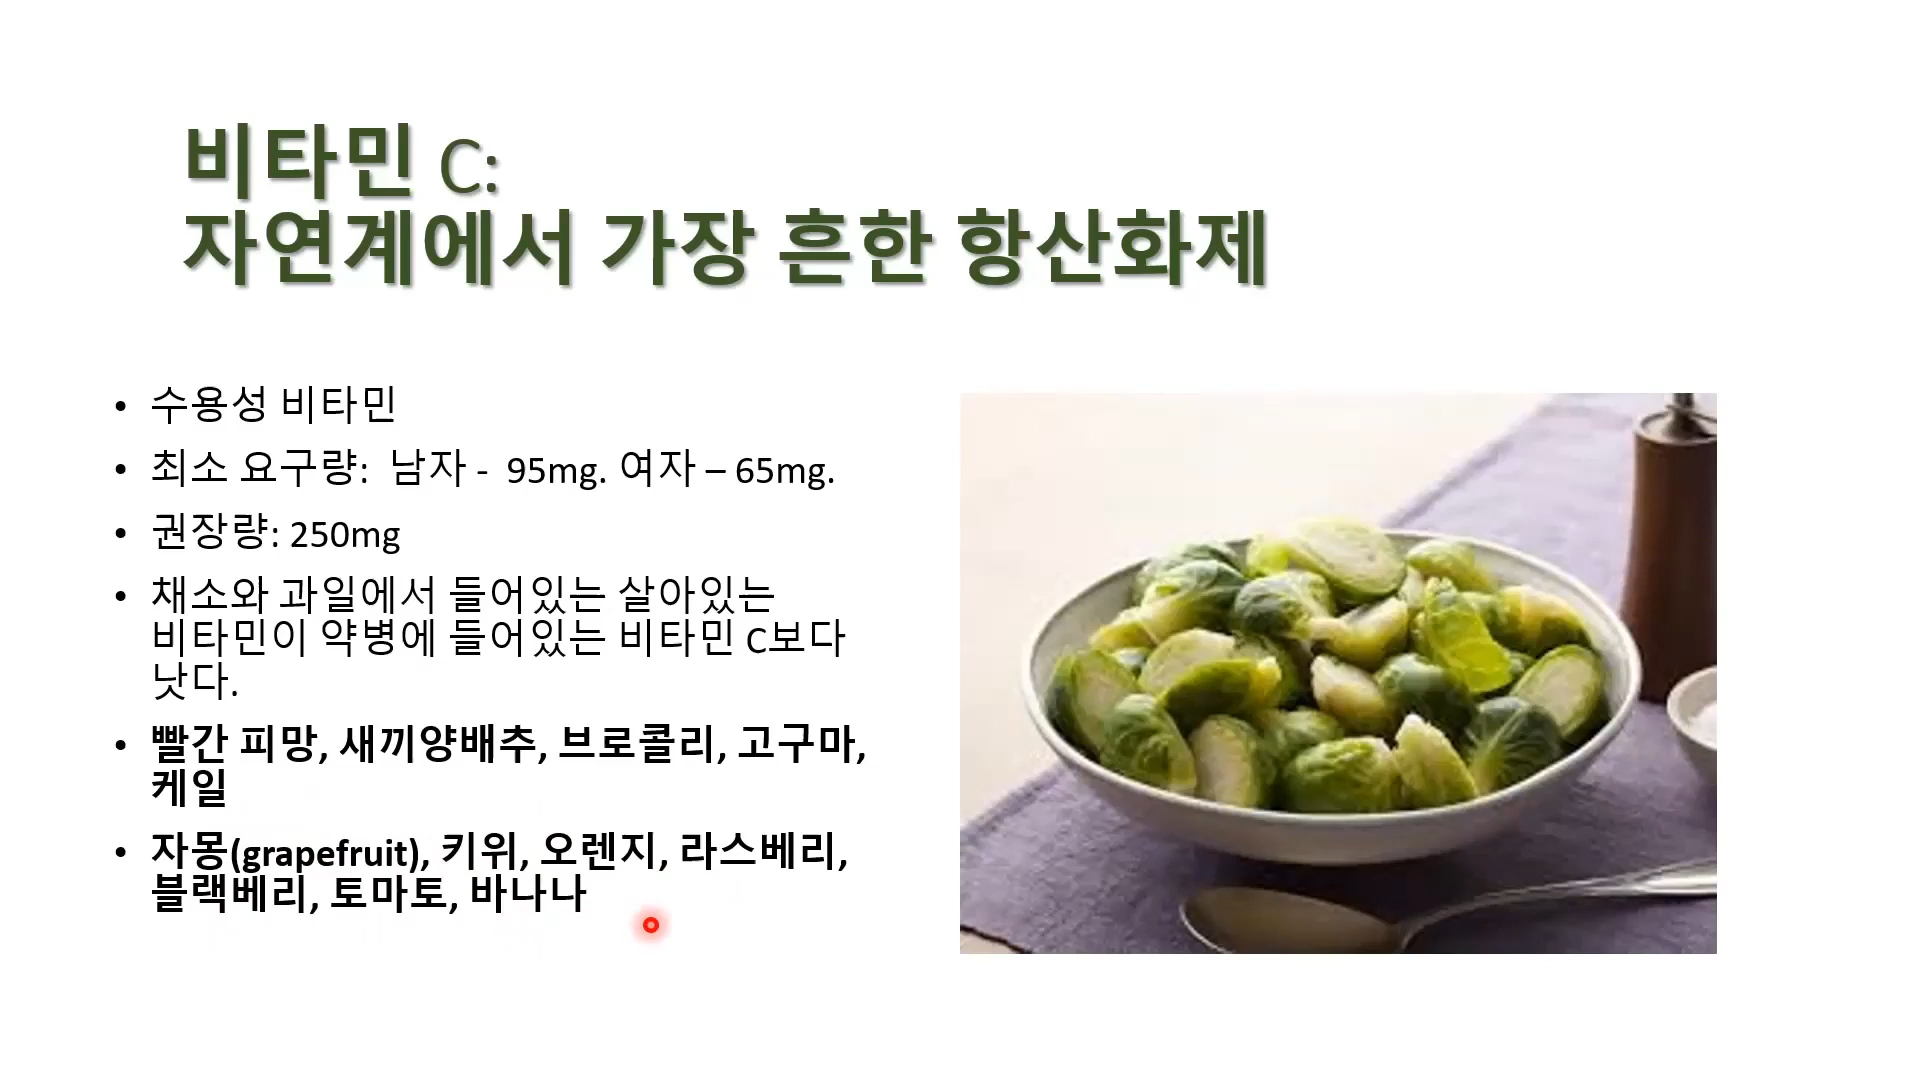 비타민 C:
자연계에서 가장 흔한 항산화제
• 수용성 비타민
• 최소 요구량: 남자 - 95mg. 여자 – 65mg.
• 권장량: 250mg
• 채소와 과일에서 들어있는 살아있는
비타민이 약병에 들어있는 비타민 C보다
낫다.
• 빨간 피망, 새끼양배추, 브로콜리, 고구마,
케일
• 자몽(grapefruit), 키위, 오렌지, 라스베리,
블랙베리, 토마토, 바나나